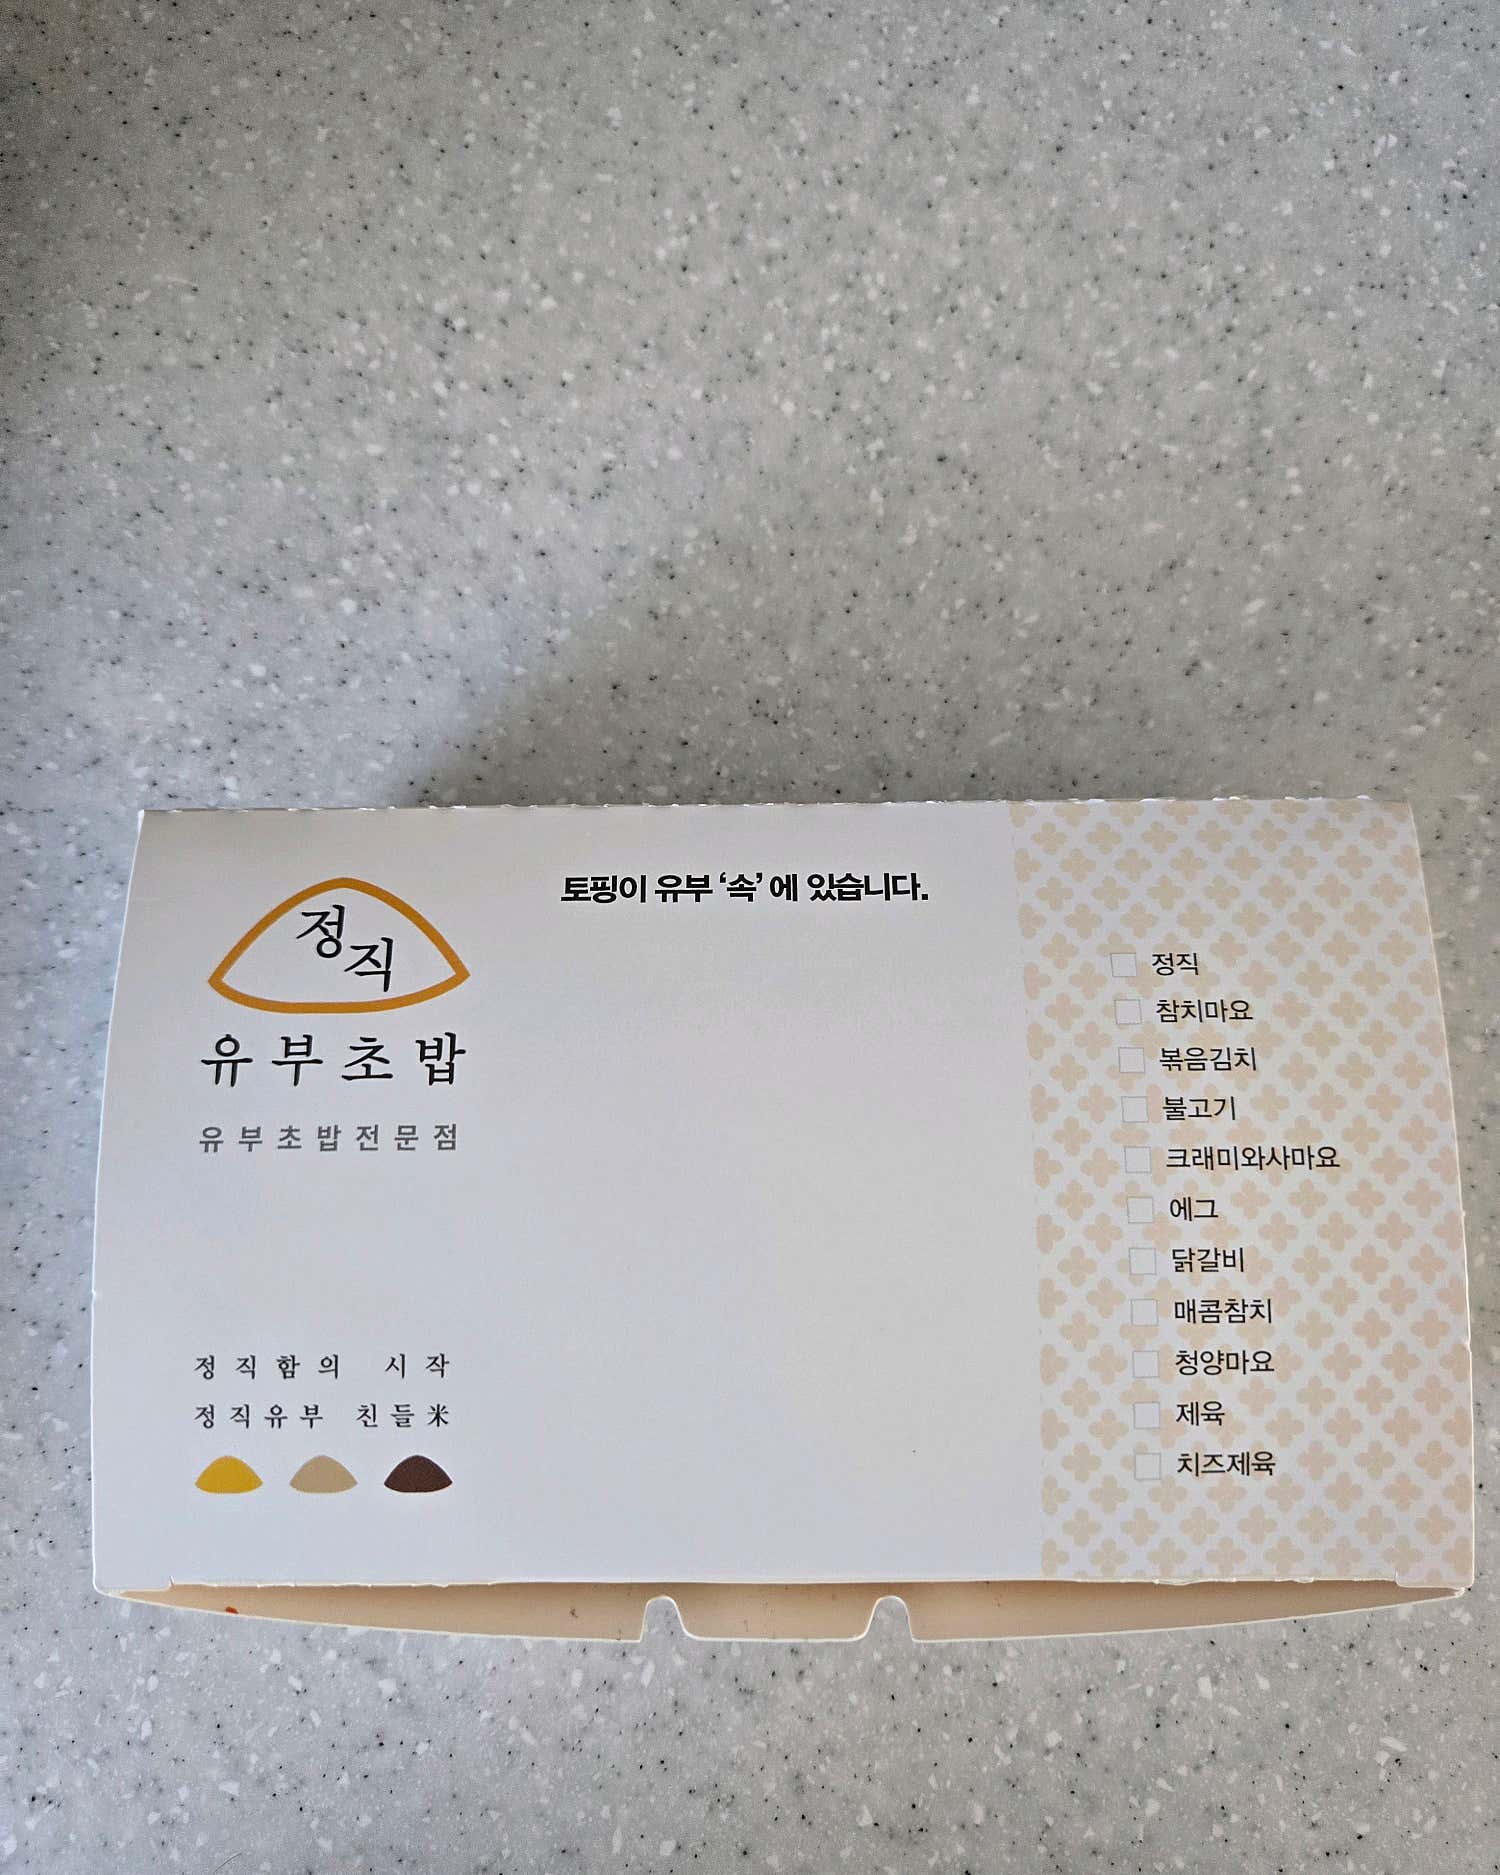 정직
유부초밥
유부초밥전문점
정직함의 시작
정직유부 친들米
토핑이 유부 ‘속’에 있습니다.
정직
참치마요
볶음김치
불고기
크래미와사마요
에그
닭갈비
매콤참치
청양마요
제육
치즈제육